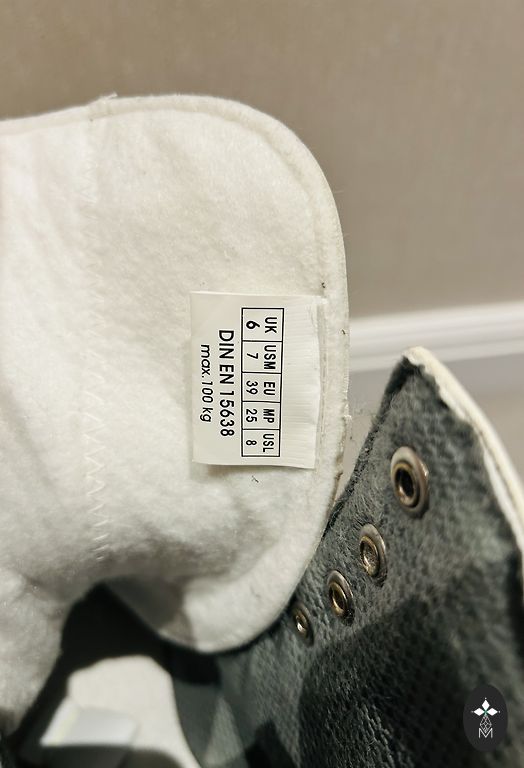 UK USM EU MP USL
6 7 39 25 8
DIN EN 15638
max.100 kg